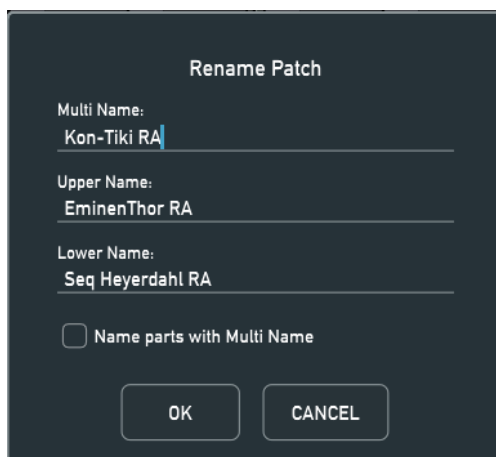 Rename Patch
Multi Name:
Kon-Tiki RA
Upper Name:
EminenThor RA
Lower Name:
Seq Heyerdahl RA
Name parts with Multi Name
OK
CANCEL